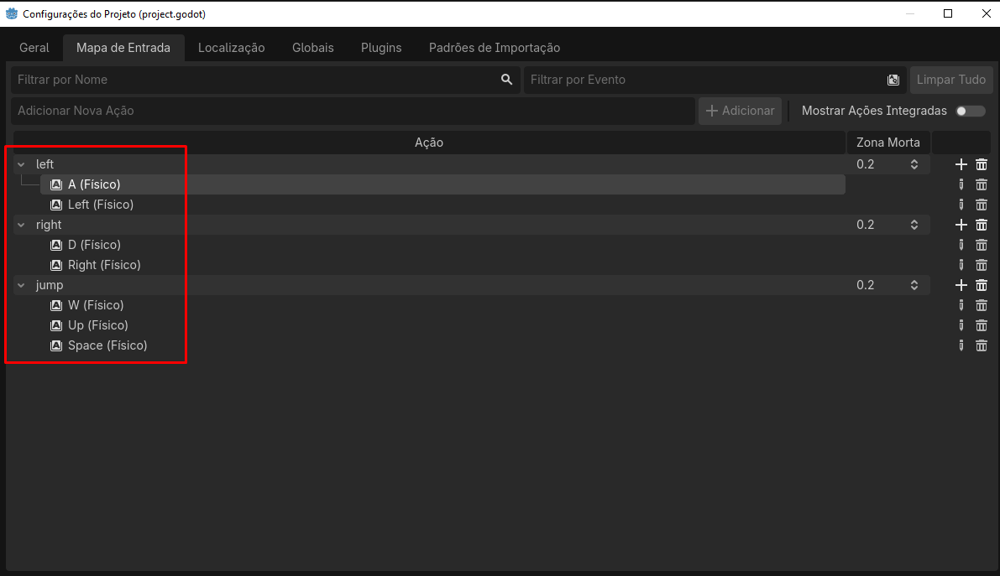 Configurações do Projeto (project.godot)
Geral Mapa de Entrada Localização Globais Plugins Padrões de Importação
Filtrar por Nome Filtrar por Evento Limpar Tudo
Adicionar Nova Ação Adicionar Mostrar Ações Integradas
Ação Zona Morta
left 0.2
A (Físico)
Left (Físico)
right 0.2
D (Físico)
Right (Físico)
jump 0.2
W (Físico)
Up (Físico)
Space (Físico)